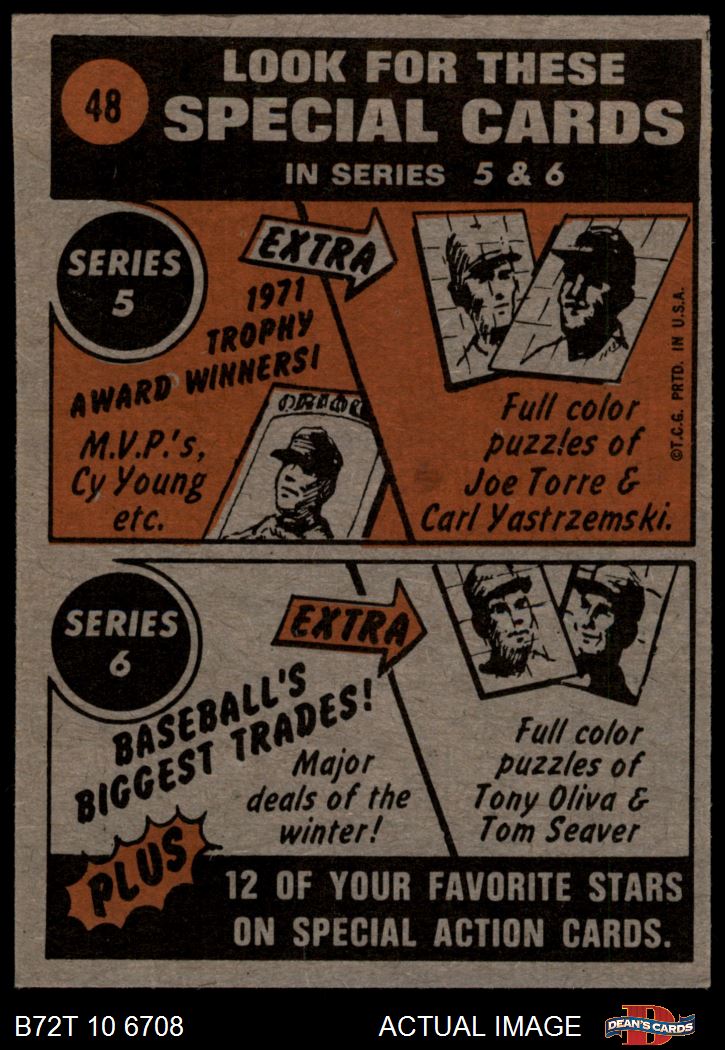 48
LOOK FOR THESE
SPECIAL CARDS
IN SERIES 5 & 6
SERIES
5
EXTRA
1971
TROPHY
AWARD WINNERS!
M.V.P.'s,
Cy Young
etc.
ORIOL
Full color
puzzles of
Joe Torre &
Carl Yastrzemski.
©T.C.G. PRTD. IN U.S.A.
SERIES
6
EXTRA
BASEBALL'S
BIGGEST TRADES!
Major
deals of the
winter!
Full color
puzzles of
Tony Oliva &
Tom Seaver
PLUS
12 OF YOUR FAVORITE STARS
ON SPECIAL ACTION CARDS.
B72T 10 6708
ACTUAL IMAGE
D
DEAN'S CARDS